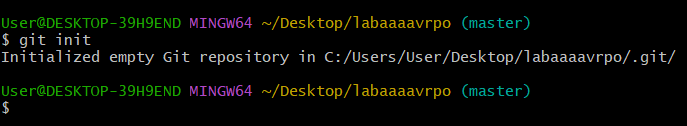 User@DESKTOP-39H9END MINGW64 ~/Desktop/labaaaavrpo (master)
$ git init
Initialized empty Git repository in C:/Users/User/Desktop/labaaaavrpo/.git/
User@DESKTOP-39H9END MINGW64 ~/Desktop/labaaaavrpo (master)
$